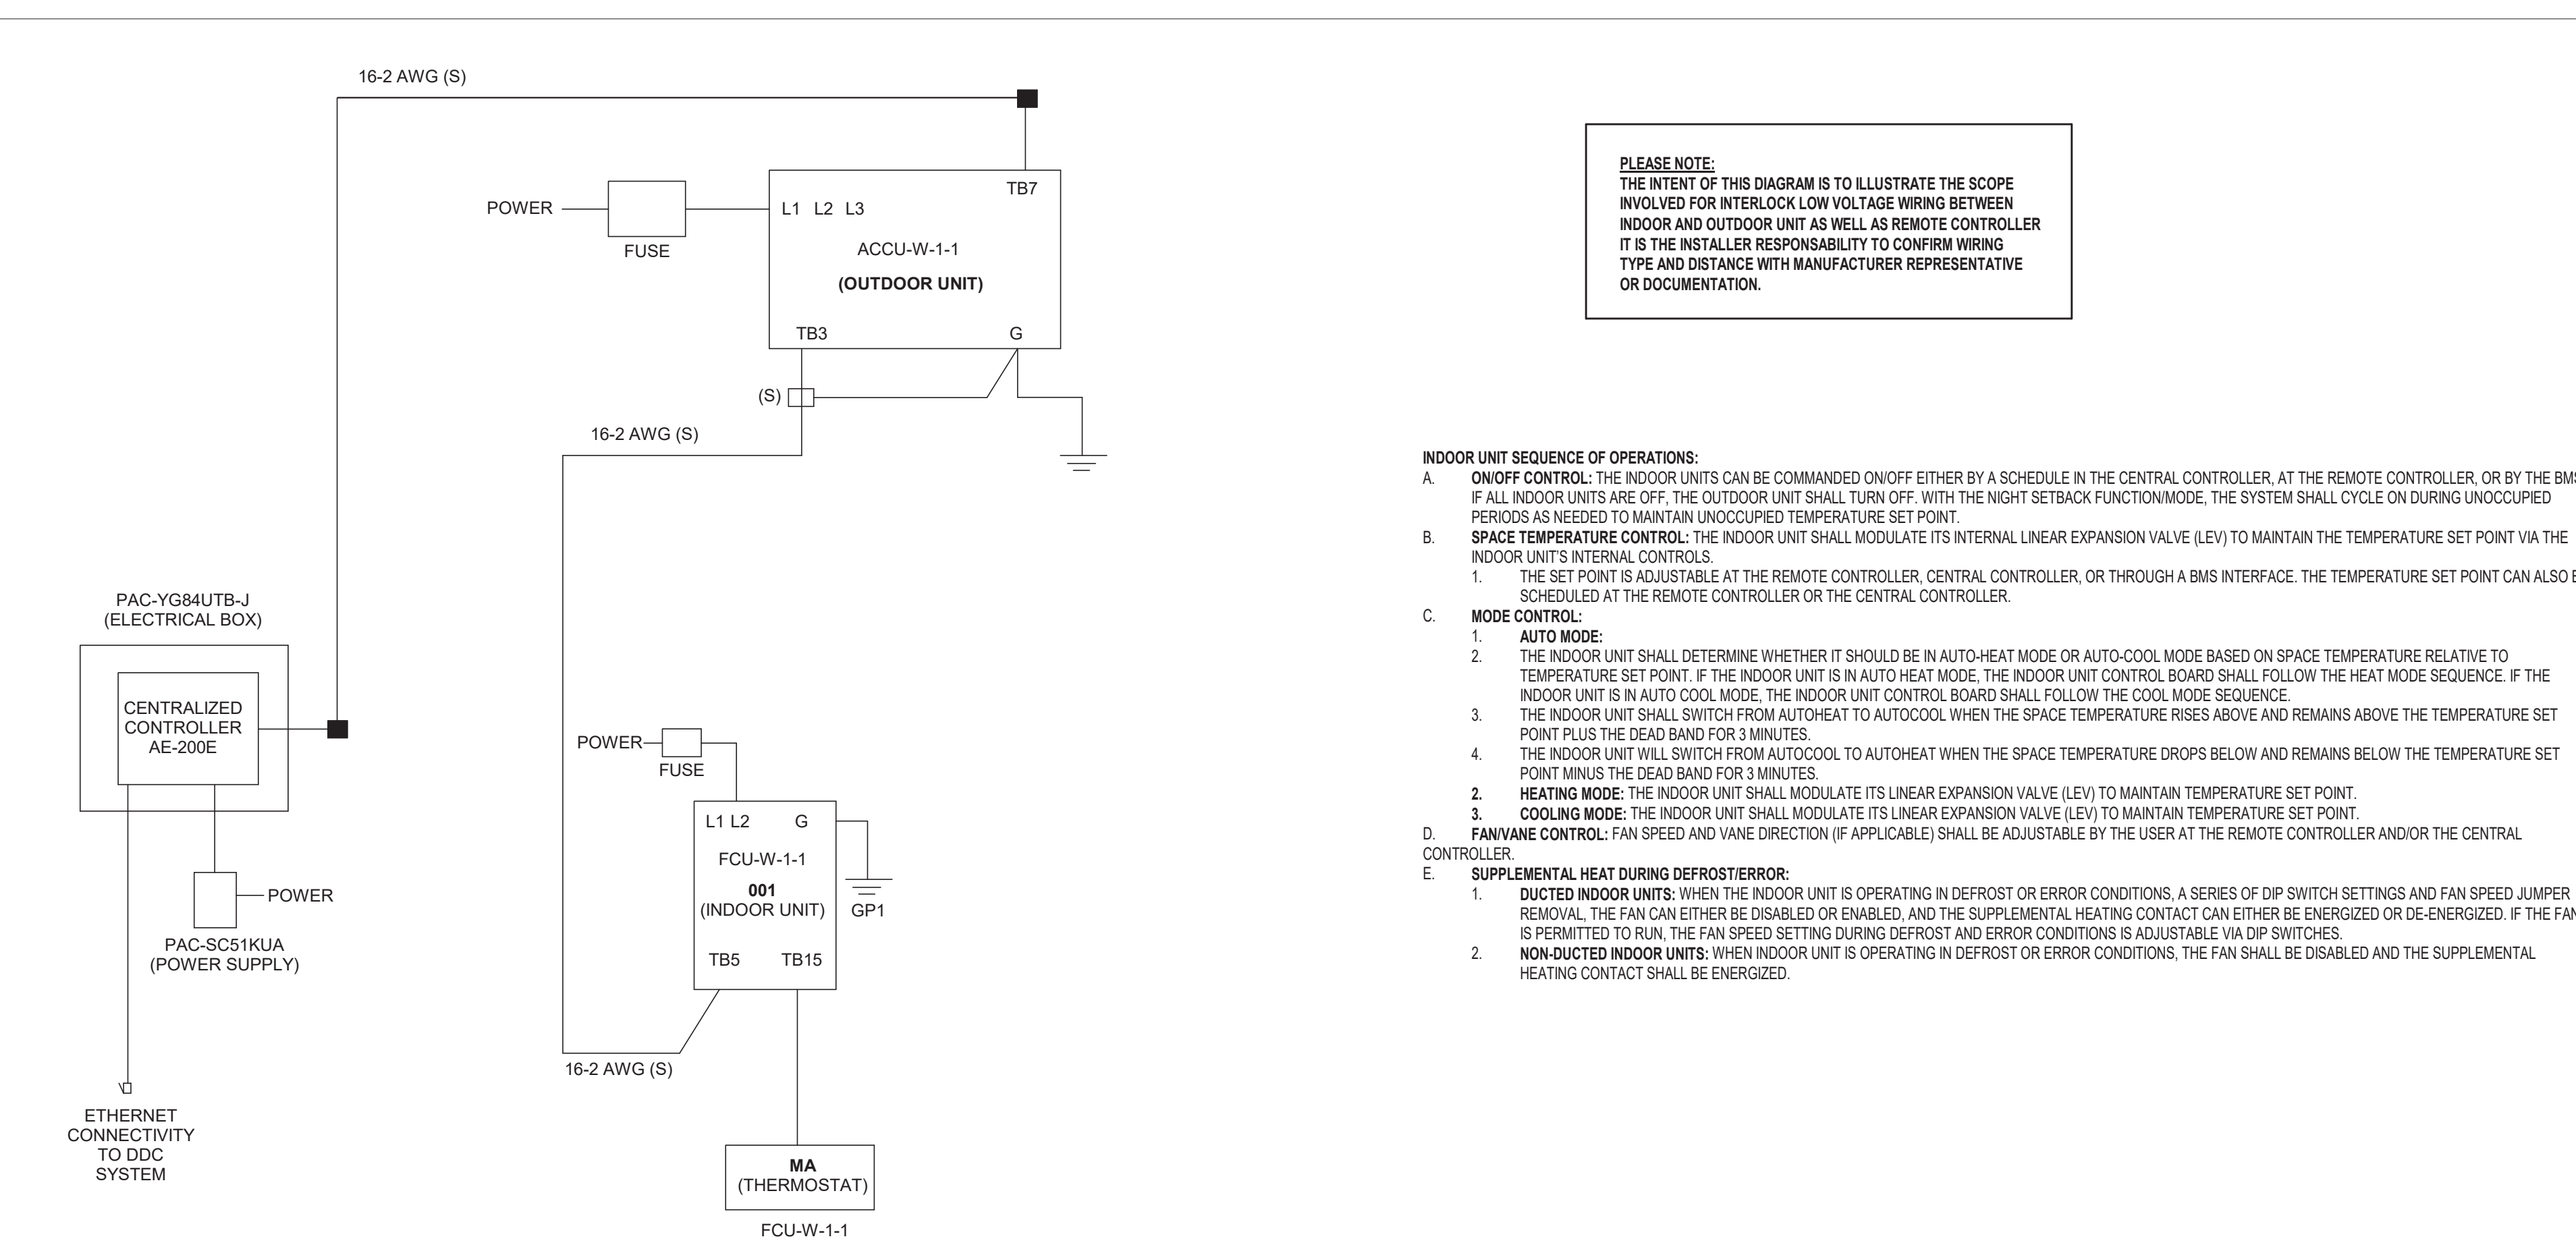 16-2 AWG (S)
POWER
FUSE
TB7
L1 L2 L3
ACCU-W-1-1
(OUTDOOR UNIT)
TB3
G
(S)
16-2 AWG (S)
PAC-YG84UTB-J
(ELECTRICAL BOX)
CENTRALIZED
CONTROLLER
AE-200E
POWER
PAC-SC51KUA
(POWER SUPPLY)
ETHERNET
CONNECTIVITY
TO DDC
SYSTEM
POWER
FUSE
L1 L2 G
FCU-W-1-1
001
(INDOOR UNIT)
GP1
TB5 TB15
16-2 AWG (S)
MA
(THERMOSTAT)
FCU-W-1-1
PLEASE NOTE:
THE INTENT OF THIS DIAGRAM IS TO ILLUSTRATE THE SCOPE
INVOLVED FOR INTERLOCK LOW VOLTAGE WIRING BETWEEN
INDOOR AND OUTDOOR UNIT AS WELL AS REMOTE CONTROLLER
IT IS THE INSTALLER RESPONSABILITY TO CONFIRM WIRING
TYPE AND DISTANCE WITH MANUFACTURER REPRESENTATIVE
OR DOCUMENTATION.
INDOOR UNIT SEQUENCE OF OPERATIONS:
A. ON/OFF CONTROL: THE INDOOR UNITS CAN BE COMMANDED ON/OFF EITHER BY A SCHEDULE IN THE CENTRAL CONTROLLER, AT THE REMOTE CONTROLLER, OR BY THE
IF ALL INDOOR UNITS ARE OFF, THE OUTDOOR UNIT SHALL TURN OFF. WITH THE NIGHT SETBACK FUNCTION/MODE, THE SYSTEM SHALL CYCLE ON DURING UNOCCUPIED
PERIODS AS NEEDED TO MAINTAIN UNOCCUPIED TEMPERATURE SET POINT.
B. SPACE TEMPERATURE CONTROL: THE INDOOR UNIT SHALL MODULATE ITS INTERNAL LINEAR EXPANSION VALVE (LEV) TO MAINTAIN THE TEMPERATURE SET POINT VIA THE
INDOOR UNIT'S INTERNAL CONTROLS.
1. THE SET POINT IS ADJUSTABLE AT THE REMOTE CONTROLLER, CENTRAL CONTROLLER, OR THROUGH A BMS INTERFACE. THE TEMPERATURE SET POINT CAN ALSO
SCHEDULED AT THE REMOTE CONTROLLER OR THE CENTRAL CONTROLLER.
C. MODE CONTROL:
1. AUTO MODE:
2. THE INDOOR UNIT SHALL DETERMINE WHETHER IT SHOULD BE IN AUTO-HEAT MODE OR AUTO-COOL MODE BASED ON SPACE TEMPERATURE RELATIVE TO
TEMPERATURE SET POINT. IF THE INDOOR UNIT IS IN AUTO HEAT MODE, THE INDOOR UNIT CONTROL BOARD SHALL FOLLOW THE HEAT MODE SEQUENCE. IF THE
INDOOR UNIT IS IN AUTO COOL MODE, THE INDOOR UNIT CONTROL BOARD SHALL FOLLOW THE COOL MODE SEQUENCE.
3. THE INDOOR UNIT SHALL SWITCH FROM AUTOHEAT TO AUTOCOOL WHEN THE SPACE TEMPERATURE RISES ABOVE AND REMAINS ABOVE THE TEMPERATURE SET
POINT PLUS THE DEAD BAND FOR 3 MINUTES.
4. THE INDOOR UNIT WILL SWITCH FROM AUTOCOOL TO AUTOHEAT WHEN THE SPACE TEMPERATURE DROPS BELOW AND REMAINS BELOW THE TEMPERATURE SET
POINT MINUS THE DEAD BAND FOR 3 MINUTES.
2. HEATING MODE: THE INDOOR UNIT SHALL MODULATE ITS LINEAR EXPANSION VALVE (LEV) TO MAINTAIN TEMPERATURE SET POINT.
3. COOLING MODE: THE INDOOR UNIT SHALL MODULATE ITS LINEAR EXPANSION VALVE (LEV) TO MAINTAIN TEMPERATURE SET POINT.
D. FAN/VANE CONTROL: FAN SPEED AND VANE DIRECTION (IF APPLICABLE) SHALL BE ADJUSTABLE BY THE USER AT THE REMOTE CONTROLLER AND/OR THE CENTRAL
CONTROLLER.
E. SUPPLEMENTAL HEAT DURING DEFROST/ERROR:
1. DUCTED INDOOR UNITS: WHEN THE INDOOR UNIT IS OPERATING IN DEFROST OR ERROR CONDITIONS, A SERIES OF DIP SWITCH SETTINGS AND FAN SPEED JUMPER
REMOVAL, THE FAN CAN EITHER BE DISABLED OR ENABLED, AND THE SUPPLEMENTAL HEATING CONTACT CAN EITHER BE ENERGIZED OR DE-ENERGIZED. IF THE FAN
IS PERMITTED TO RUN, THE FAN SPEED SETTING DURING DEFROST AND ERROR CONDITIONS IS ADJUSTABLE VIA DIP SWITCHES.
2. NON-DUCTED INDOOR UNITS: WHEN INDOOR UNIT IS OPERATING IN DEFROST OR ERROR CONDITIONS, THE FAN SHALL BE DISABLED AND THE SUPPLEMENTAL
HEATING CONTACT SHALL BE ENERGIZED.